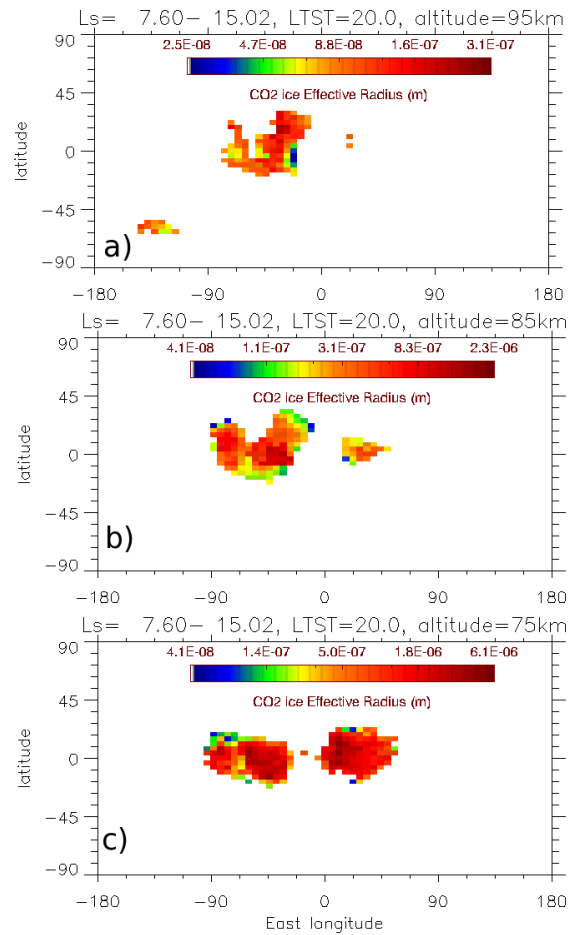 Ls= 7.60- 15.02, LTST=20.0, altitude=95km
90
2.5E-08 4.7E-08 8.8E-08 1.6E-07 3.1E-07
CO2 ice Effective Radius (m)
45
latitude
0
-45
a)
-90
-180 -90 0 90 180
Ls= 7.60- 15.02, LTST=20.0, altitude=85km
90
4.1E-08 1.1E-07 3.1E-07 8.3E-07 2.3E-06
CO2 ice Effective Radius (m)
45
latitude
0
-45
b)
-90
-180 -90 0 90 180
Ls= 7.60- 15.02, LTST=20.0, altitude=75km
90
4.1E-08 1.4E-07 5.0E-07 1.8E-06 6.1E-06
CO2 ice Effective Radius (m)
45
latitude
0
-45
c)
-90
-180 -90 0 90 180
East longitude